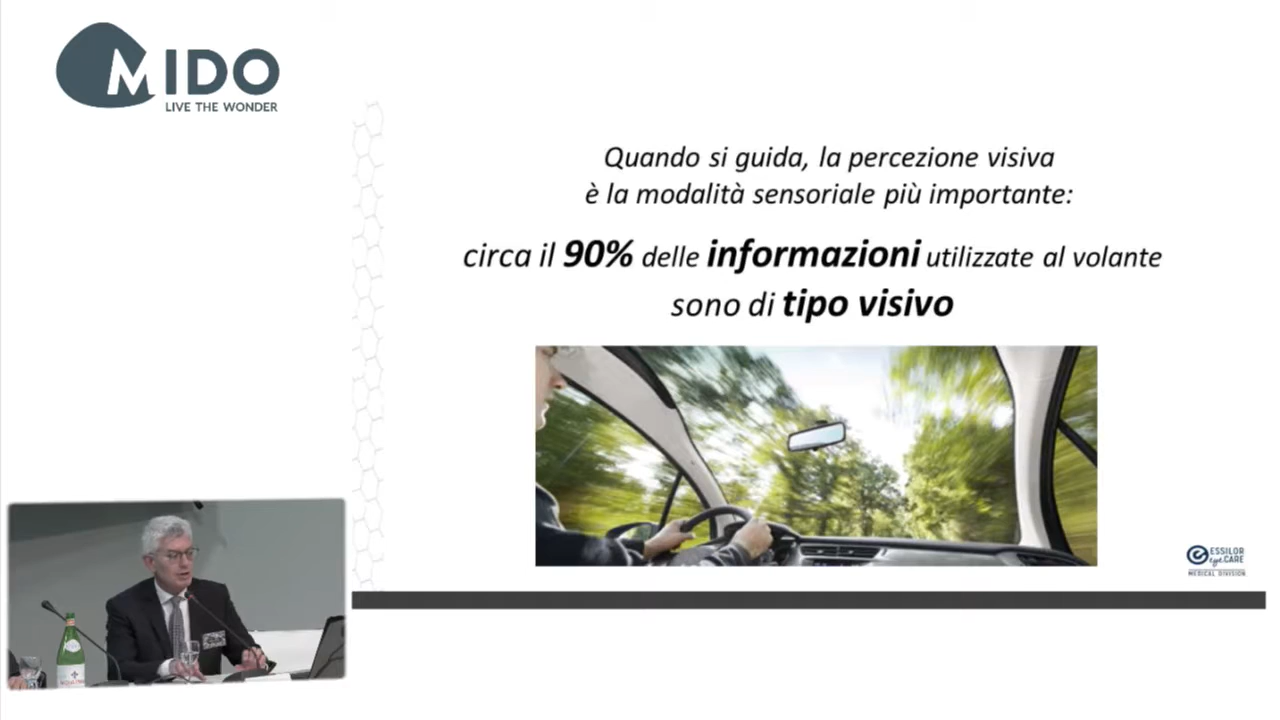 MIDO
LIVE THE WONDER
Quando si guida, la percezione visiva
è la modalità sensoriale più importante:
circa il 90% delle informazioni utilizzate al volante
sono di tipo visivo
ESSILOR
eye.CARE
MEDICAL DIVISION